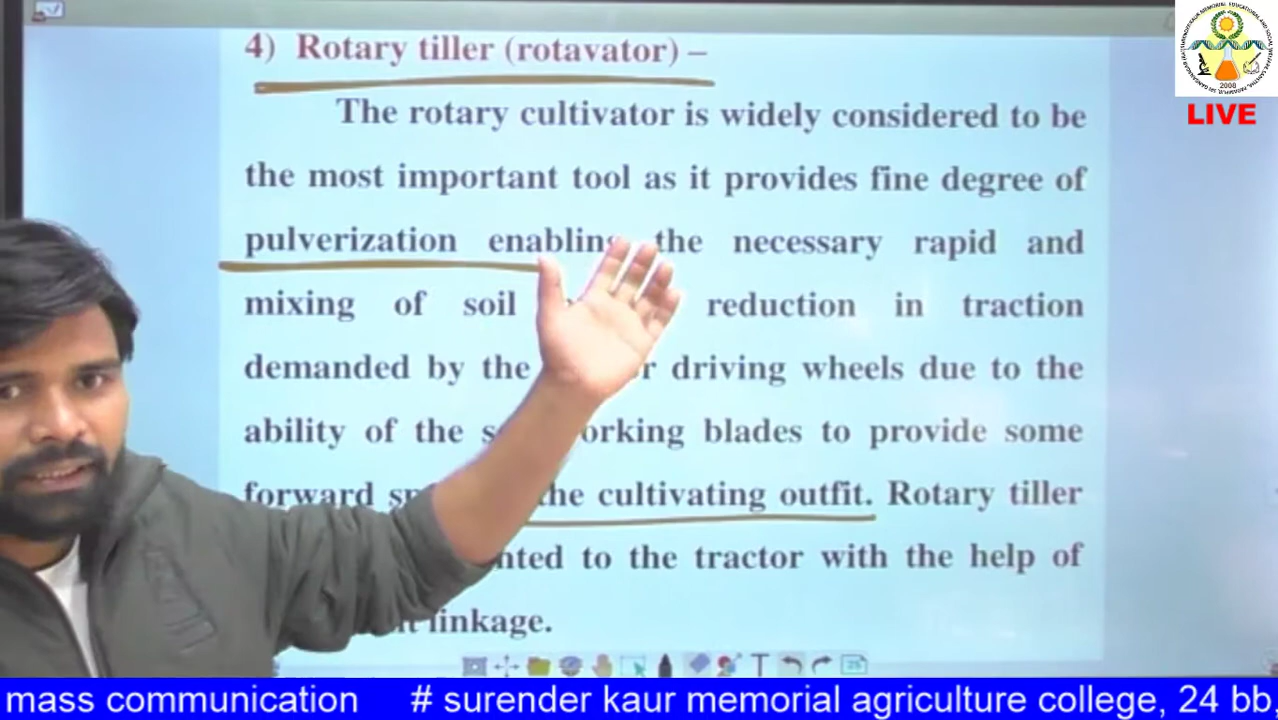 4) Rotary tiller (rotavator) –
The rotary cultivator is widely considered to be
the most important tool as it provides fine degree of
pulverization enabling the necessary rapid and
mixing of soil reduction in traction
demanded by the driving wheels due to the
ability of the blades to provide some
forward the cultivating outfit. Rotary tiller
to the tractor with the help of
linkage.
2008
LIVE
mass communication # surender kaur memorial agriculture college, 24 bb,